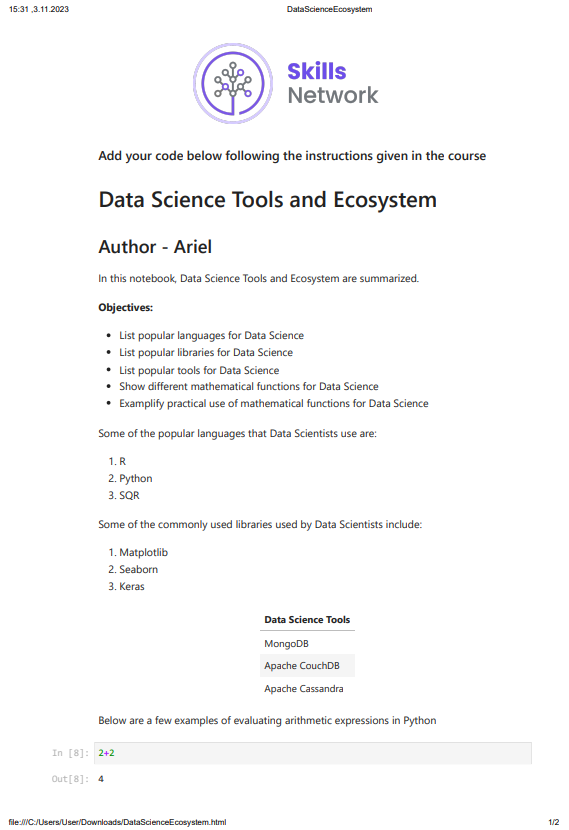 15:31 ,3.11.2023 DataScienceEcosystem
Skills
Network
Add your code below following the instructions given in the course
Data Science Tools and Ecosystem
Author - Ariel
In this notebook, Data Science Tools and Ecosystem are summarized.
Objectives:
• List popular languages for Data Science
• List popular libraries for Data Science
• List popular tools for Data Science
• Show different mathematical functions for Data Science
• Examplify practical use of mathematical functions for Data Science
Some of the popular languages that Data Scientists use are:
1. R
2. Python
3. SQR
Some of the commonly used libraries used by Data Scientists include:
1. Matplotlib
2. Seaborn
3. Keras
Data Science Tools
MongoDB
Apache CouchDB
Apache Cassandra
Below are a few examples of evaluating arithmetic expressions in Python
In [8]: 2+2
Out[8]: 4
file:///C:/Users/User/Downloads/DataScienceEcosystem.html 1/2